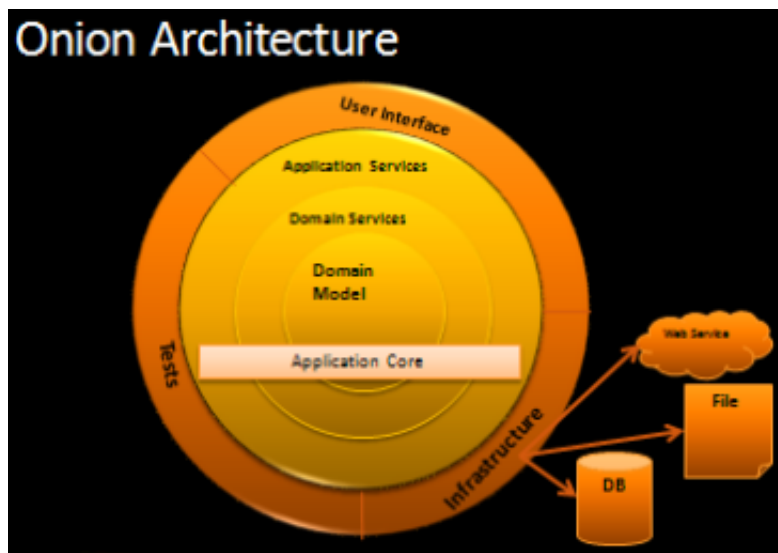 Onion Architecture
User Interface
Application Services
Domain Services
Domain
Model
Application Core
Tests
Infrastructure
Web Service
File
DB